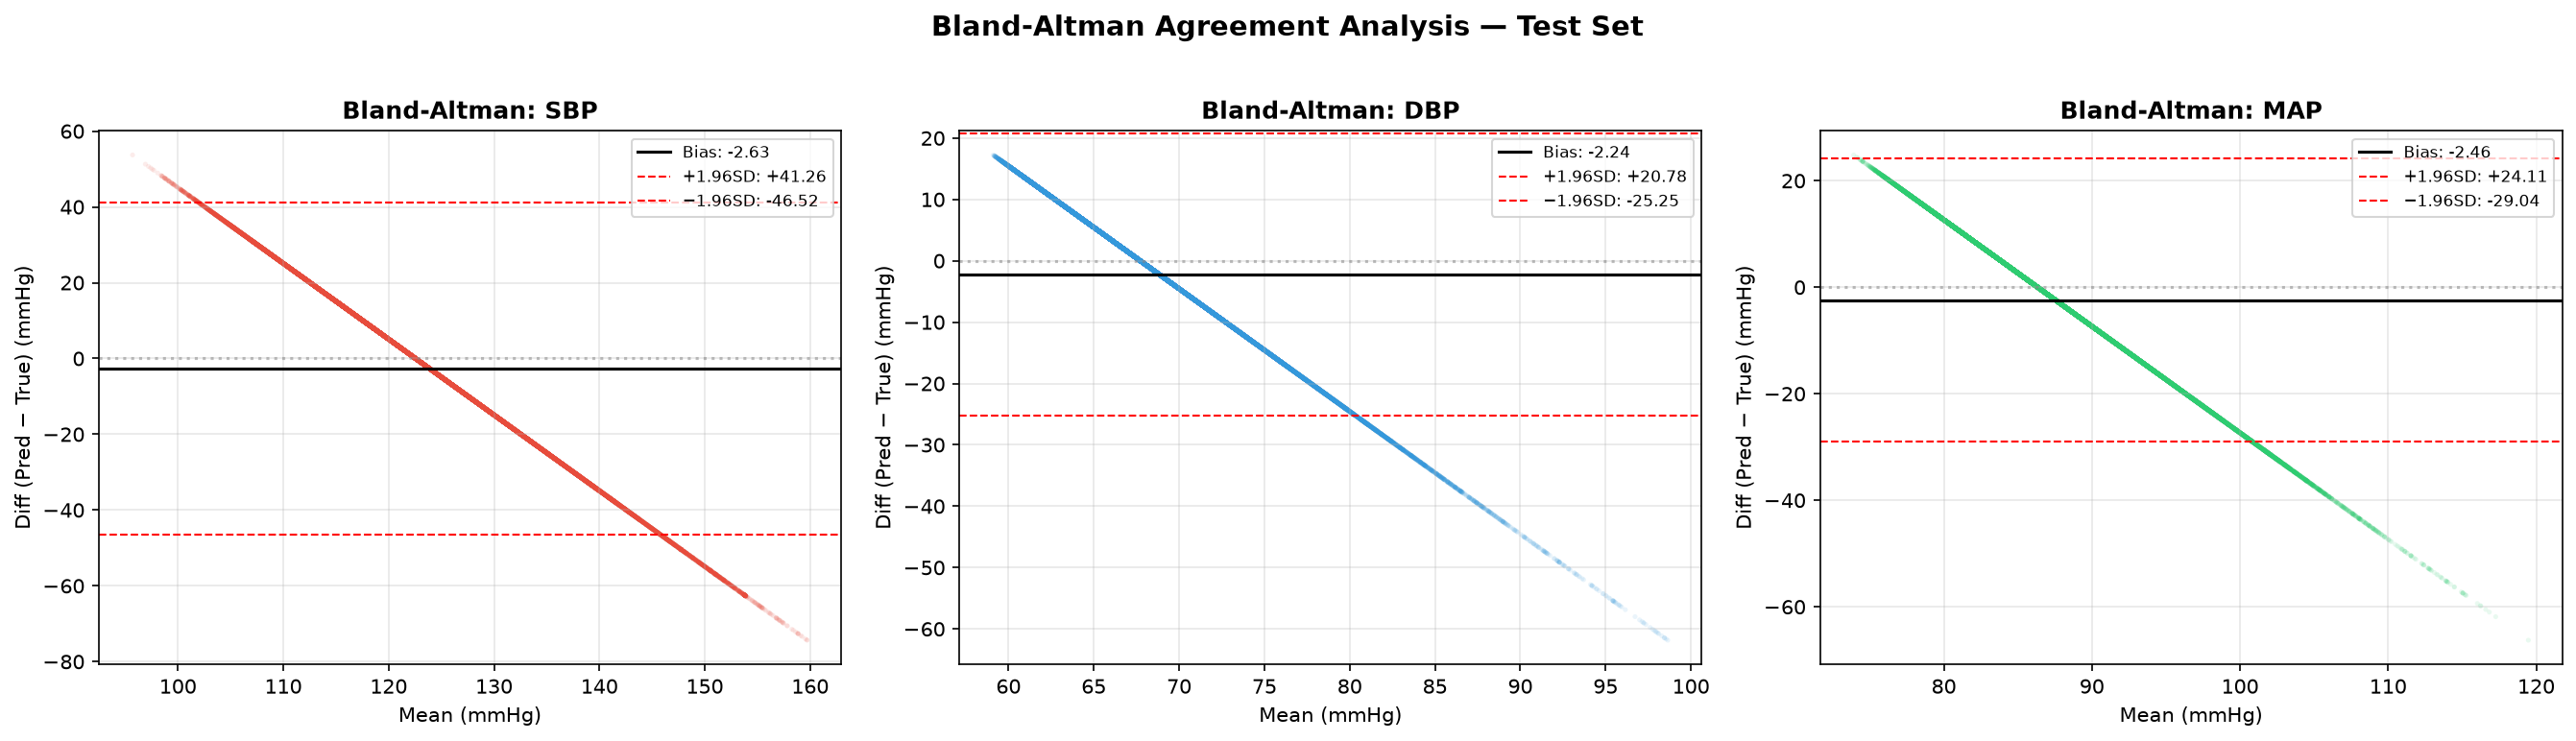 Bland-Altman Agreement Analysis — Test Set
Bland-Altman: SBP
Diff (Pred − True) (mmHg)
60
40
20
0
−20
−40
−60
−80
Bias: -2.63
+1.96SD: +41.26
−1.96SD: -46.52
100
110
120
130
140
150
160
Mean (mmHg)
Bland-Altman: DBP
Diff (Pred − True) (mmHg)
20
10
0
−10
−20
−30
−40
−50
−60
Bias: -2.24
+1.96SD: +20.78
−1.96SD: -25.25
60
65
70
75
80
85
90
95
100
Mean (mmHg)
Bland-Altman: MAP
Diff (Pred − True) (mmHg)
20
0
−20
−40
−60
Bias: -2.46
+1.96SD: +24.11
−1.96SD: -29.04
80
90
100
110
120
Mean (mmHg)